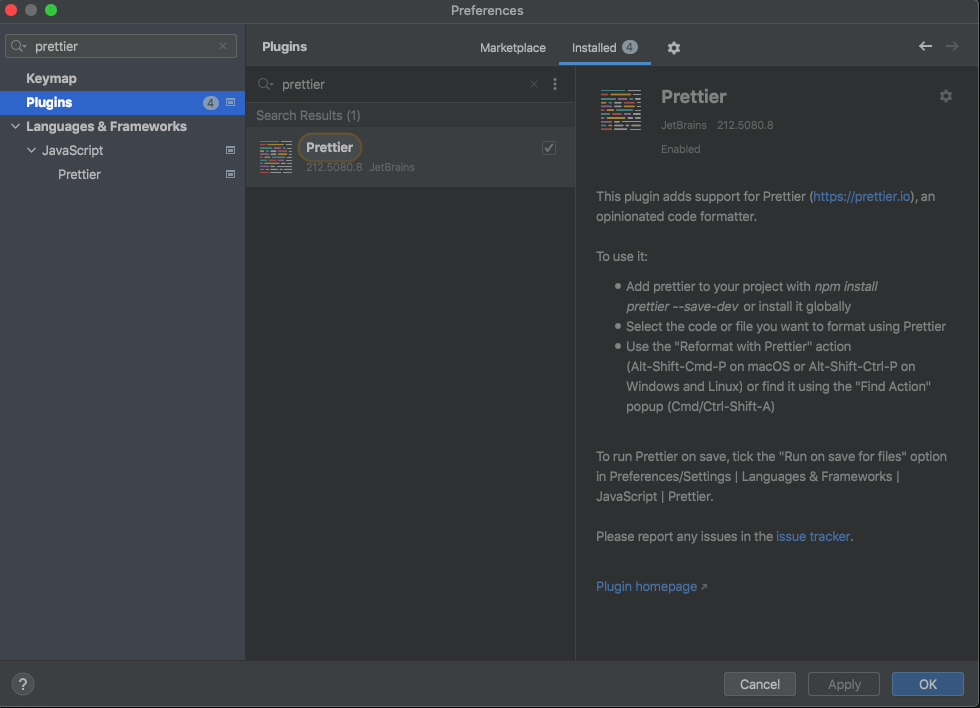 Preferences
prettier
Keymap
Plugins 4
Languages & Frameworks
JavaScript
Prettier
Plugins
Marketplace
Installed 4
prettier
Search Results (1)
Prettier
212.5080.8 JetBrains
Prettier
JetBrains 212.5080.8
Enabled
This plugin adds support for Prettier (https://prettier.io), an
opinionated code formatter.
To use it:
Add prettier to your project with npm install
prettier --save-dev or install it globally
Select the code or file you want to format using Prettier
Use the "Reformat with Prettier" action
(Alt-Shift-Cmd-P on macOS or Alt-Shift-Ctrl-P on
Windows and Linux) or find it using the "Find Action"
popup (Cmd/Ctrl-Shift-A)
To run Prettier on save, tick the "Run on save for files" option
in Preferences/Settings | Languages & Frameworks |
JavaScript | Prettier.
Please report any issues in the issue tracker.
Plugin homepage ↗
?
Cancel
Apply
OK